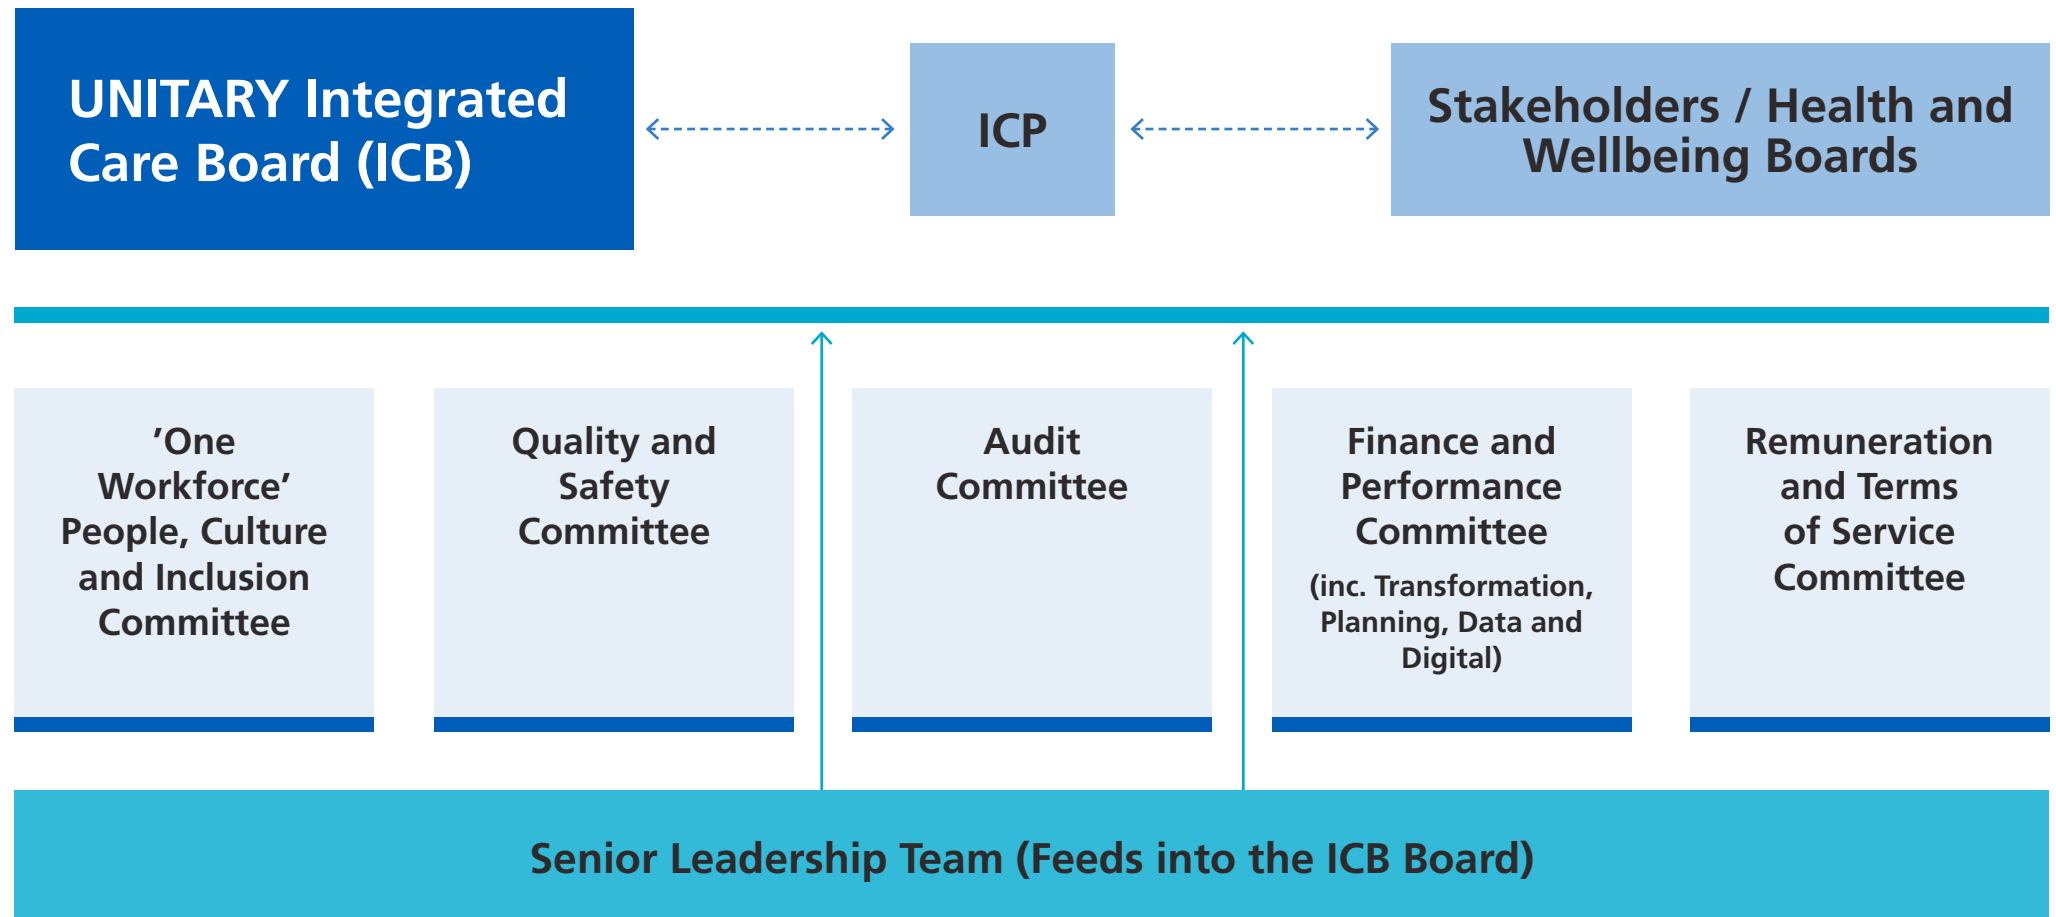 UNITARY Integrated
Care Board (ICB)
ICP
Stakeholders / Health and
Wellbeing Boards
’One
Workforce’
People, Culture
and Inclusion
Committee
Quality and
Safety
Committee
Audit
Committee
Finance and
Performance
Committee
(inc. Transformation,
Planning, Data and
Digital)
Remuneration
and Terms
of Service
Committee
Senior Leadership Team (Feeds into the ICB Board)